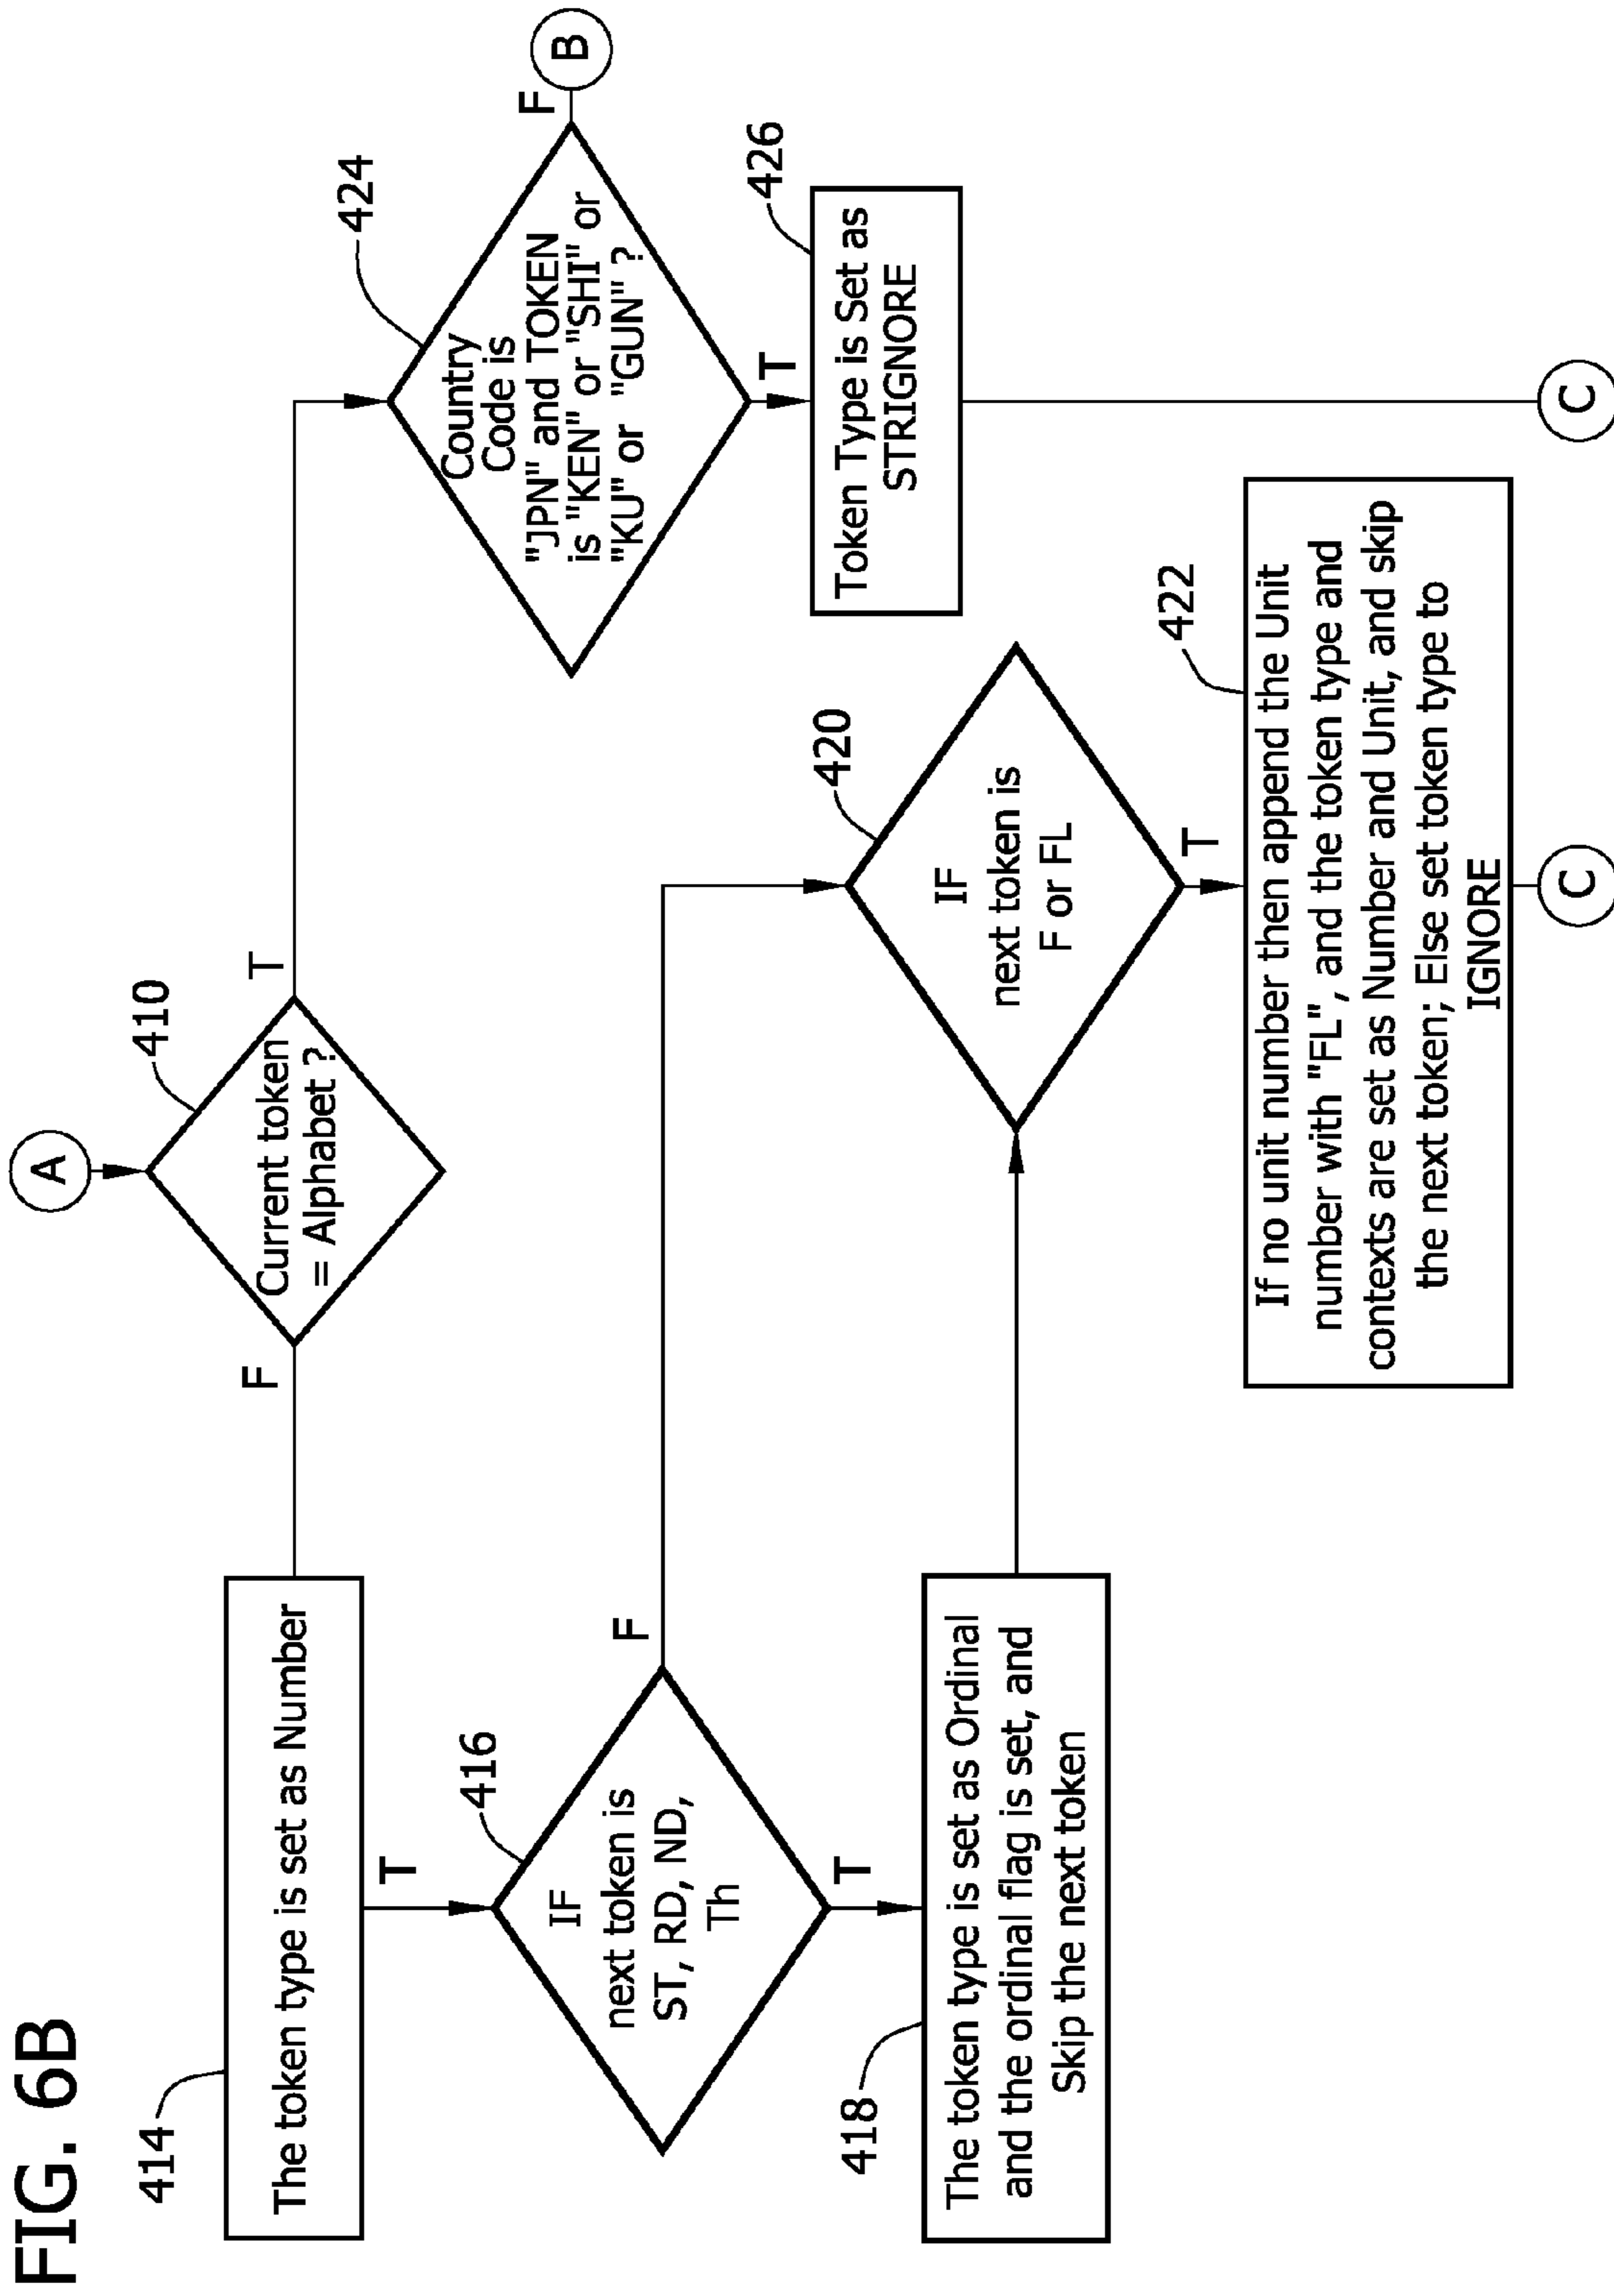 FIG. 6B
A
410
Current token
= Alphabet ?
F
T
414
The token type is set as Number
T
416
IF
next token is
ST, RD, ND,
Th
F
T
418
The token type is set as Ordinal
and the ordinal flag is set, and
Skip the next token
420
IF
next token is
F or FL
T
422
If no unit number then append the Unit
number with "FL", and the token type and
contexts are set as Number and Unit, and skip
the next token; Else set token type to
IGNORE
C
424
Country
Code is
"JPN" and TOKEN
is "KEN" or "SHI" or
"KU" or "GUN" ?
F
B
T
426
Token Type is Set as
STRIGNORE
C